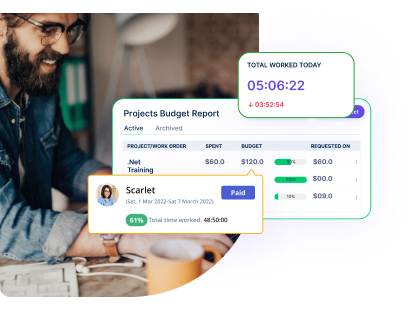 TOTAL WORKED TODAY
05:06:22
↓ 03:52:54
Projects Budget Report
Active Archived
PROJECT/WORK ORDER SPENT BUDGET REQUESTED ON
.Net Training $60.0 $120.0 $60.0
100% $00.0
10% $09.0
Scarlet
(Sat, 1 Mar 2022-Sat 7 March 2022)
Paid
61% Total time worked: 48:50:00